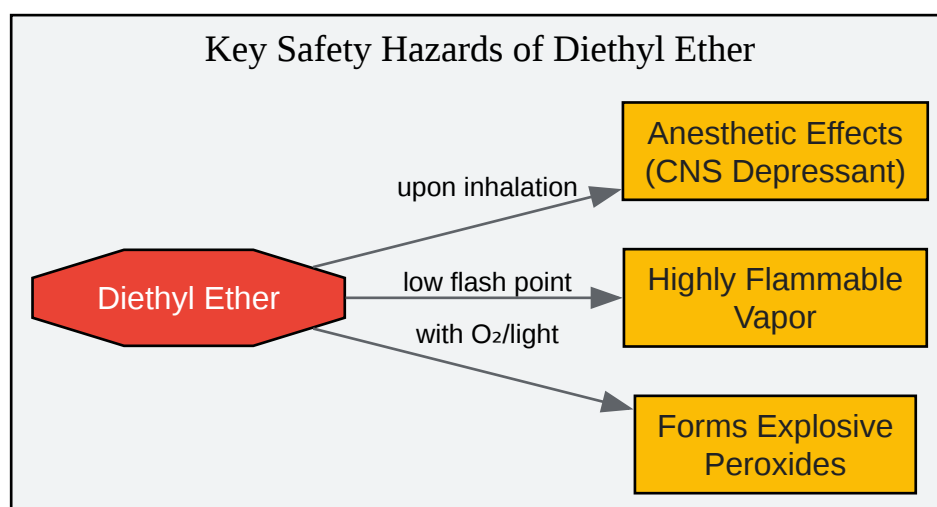 Key Safety Hazards of Diethyl Ether
Anesthetic Effects
(CNS Depressant)
upon inhalation
Diethyl Ether
low flash point
Highly Flammable
Vapor
with O₂/light
Forms Explosive
Peroxides